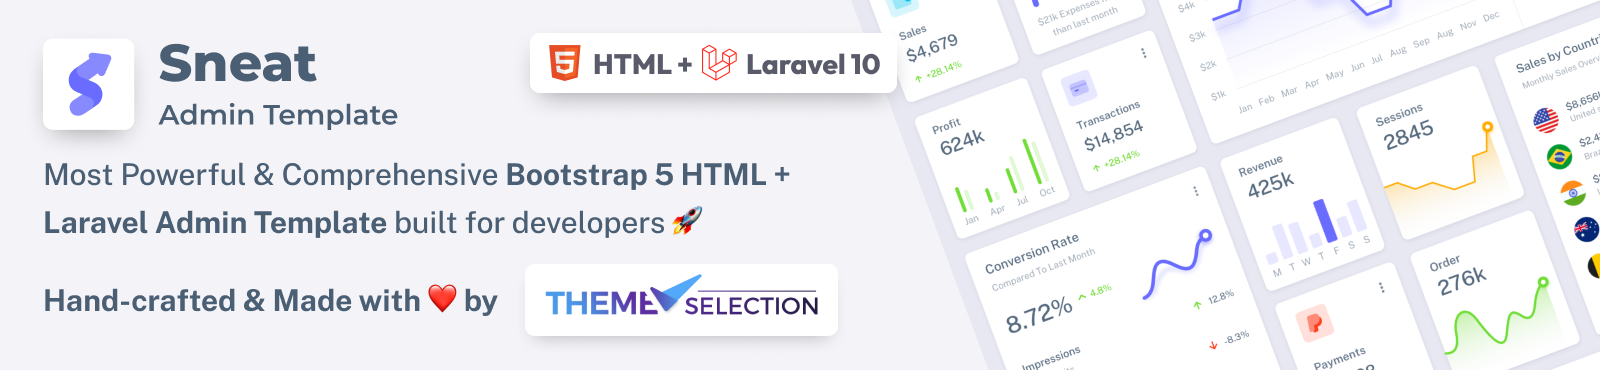 Sneat
Admin Template
HTML + Laravel 10
Most Powerful & Comprehensive Bootstrap 5 HTML +
Laravel Admin Template built for developers 🚀
Hand-crafted & Made with ❤️ by
THEME SELECTION
Sales
$4,679
+28.14%
$21k Expenses
than last month
$4k
$3k
$2k
$1k
Jan Feb Mar Apr May Jun Jul Aug Sep Aug Nov Dec
Profit
624k
Jan Apr Jul Oct
Transactions
$14,854
+28.14%
Conversion Rate
Compared To Last Month
8.72% 4.8%
Impressions
12.8%
-8.3%
Revenue
425k
M T W T F S S
Sessions
2845
Payments
Order
276k
Sales by
Monthly Sales